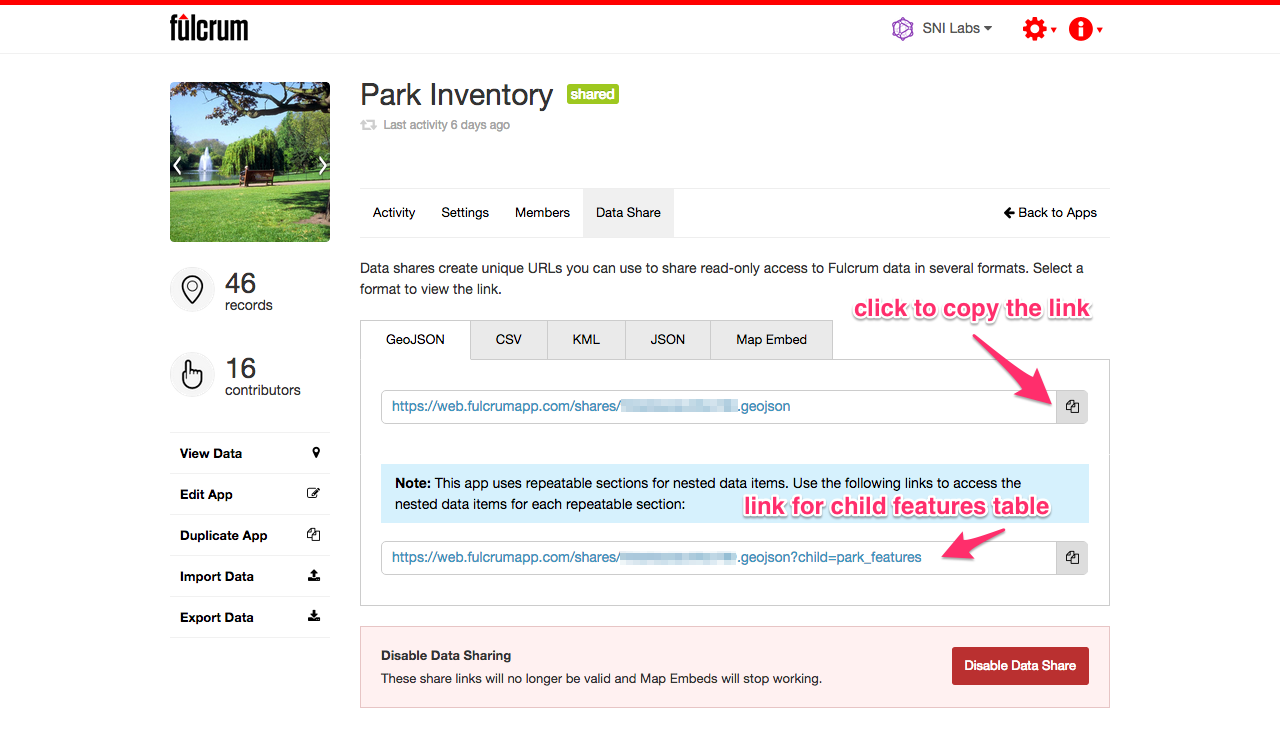 fulcrum
SNI Labs
Park Inventory shared
Last activity 6 days ago
Activity Settings Members Data Share Back to Apps
Data shares create unique URLs you can use to share read-only access to Fulcrum data in several formats. Select a
format to view the link.
click to copy the link
46
records
16
contributors
View Data
Edit App
Duplicate App
Import Data
Export Data
GeoJSON CSV KML JSON Map Embed
https://web.fulcrumapp.com/shares/ .geojson
Note: This app uses repeatable sections for nested data items. Use the following links to access the
nested data items for each repeatable section:
link for child features table
https://web.fulcrumapp.com/shares/ .geojson?child=park_features
Disable Data Sharing
These share links will no longer be valid and Map Embeds will stop working.
Disable Data Share